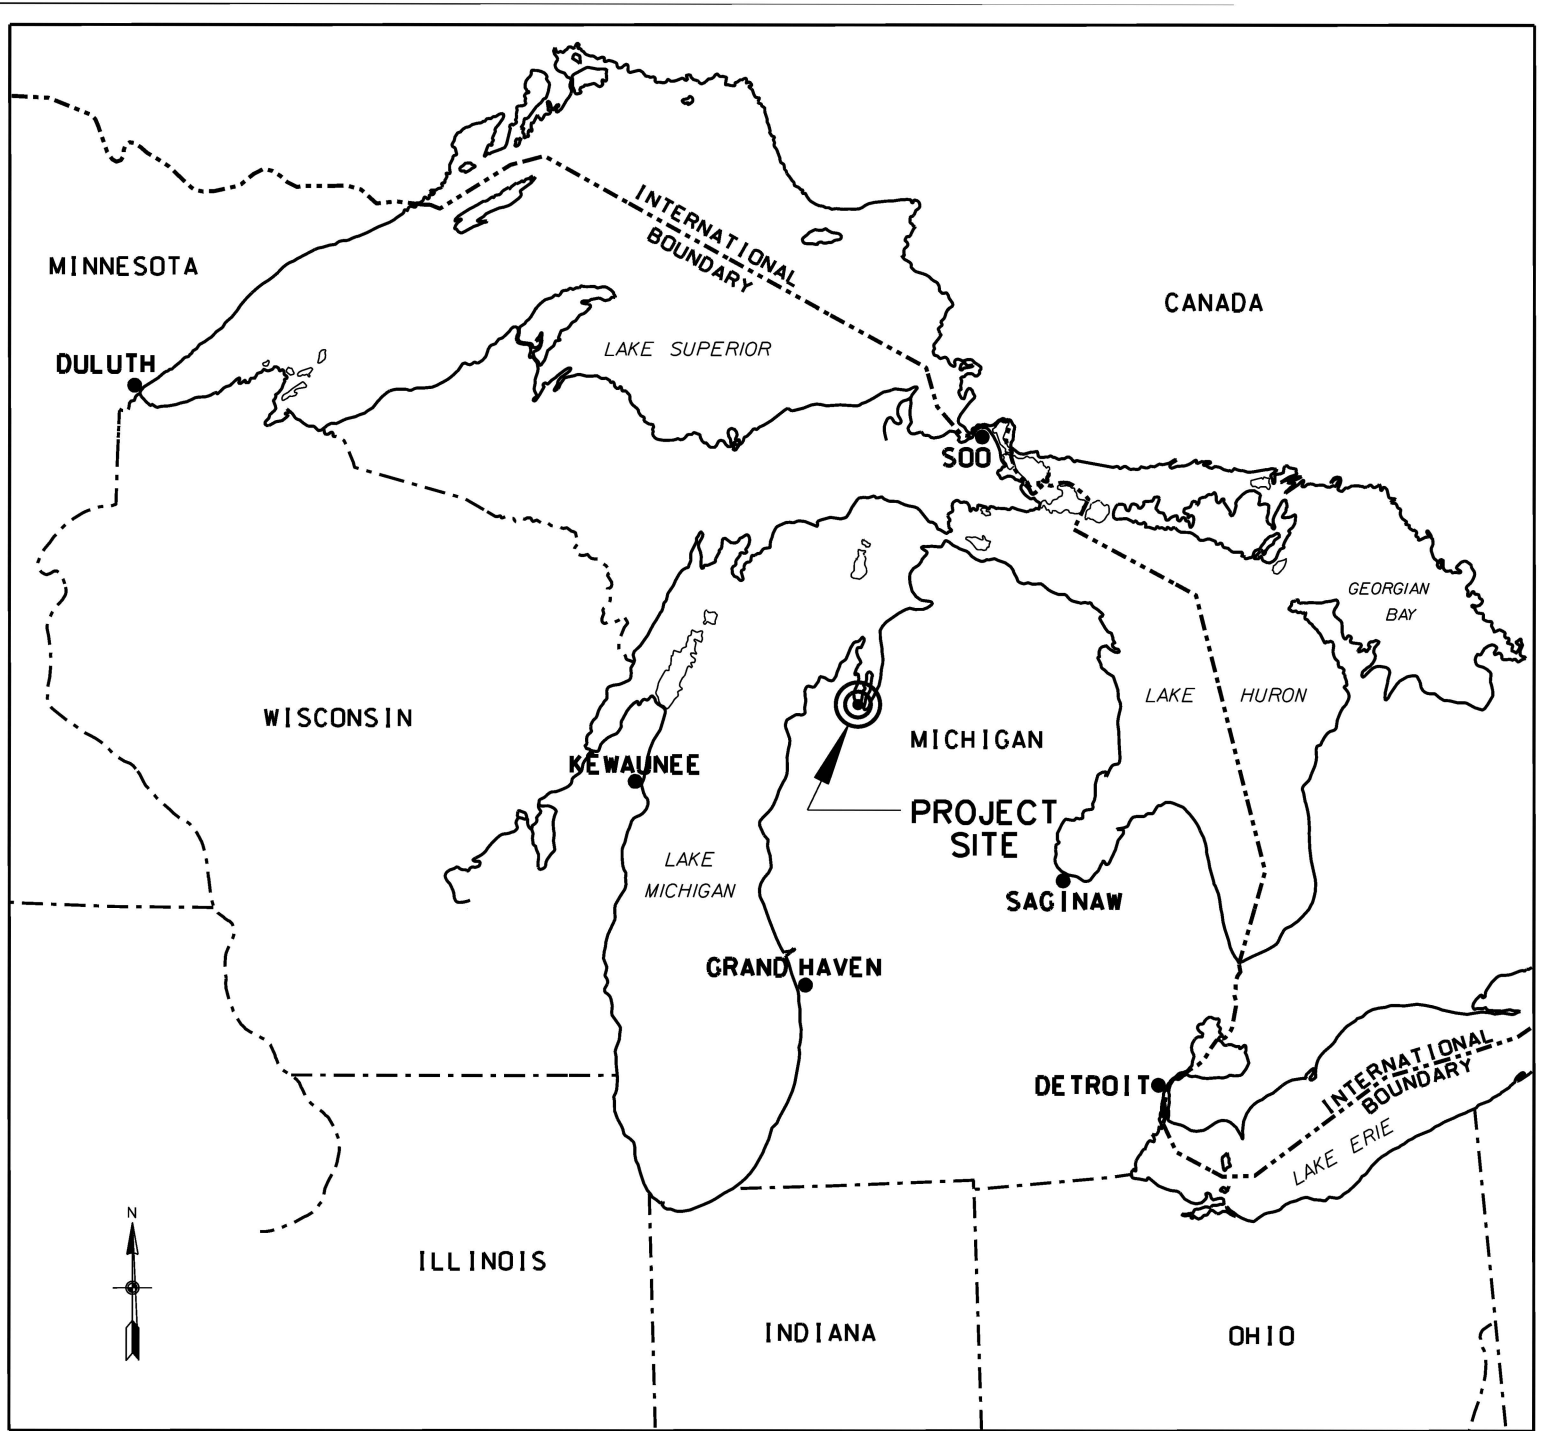 INTERNATIONAL
BOUNDARY
MINNESOTA
CANADA
LAKE SUPERIOR
DULUTH
SOO
GEORGIAN
BAY
LAKE HURON
WISCONSIN
MICHIGAN
KEWAUNEE
PROJECT
SITE
LAKE
MICHIGAN
SAGINAW
GRAND HAVEN
INTERNATIONAL
BOUNDARY
DETROIT
LAKE ERIE
N
ILLINOIS
INDIANA
OHIO